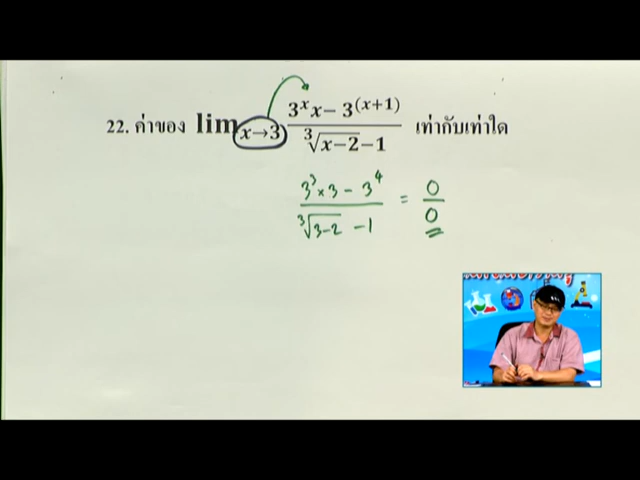 22. ค่าของ lim x→3 (3^x x – 3^(x+1)) / (∛(x–2) – 1) เท่ากับเท่าใด
(3^3 × 3 – 3^4) / (∛(3–2) – 1) = 0/0